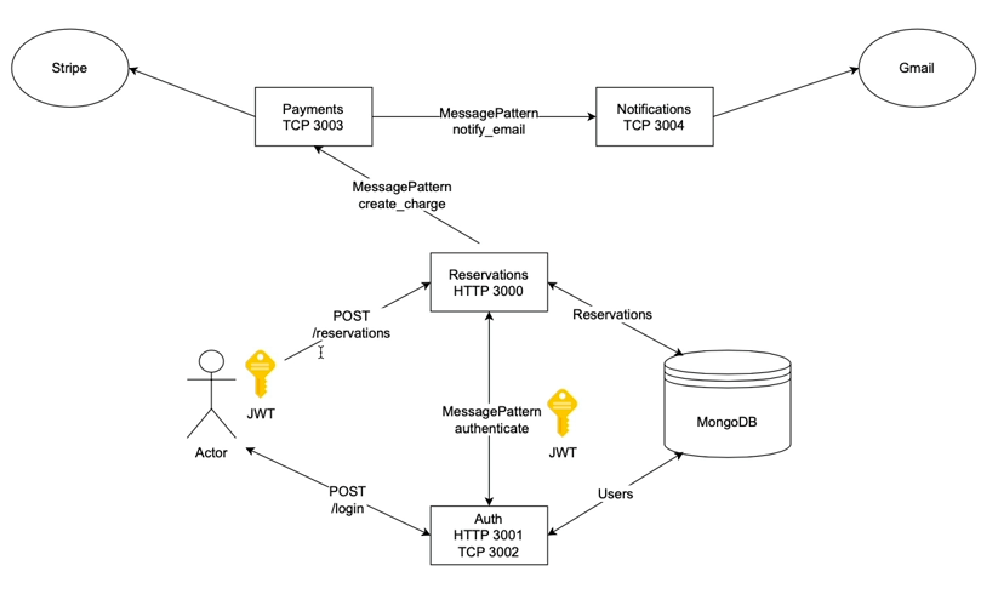 Stripe
Gmail
Payments
TCP 3003
MessagePattern
notify_email
Notifications
TCP 3004
MessagePattern
create_charge
Reservations
HTTP 3000
POST
/reservations
Reservations
JWT
Actor
MessagePattern
authenticate
JWT
MongoDB
POST
/login
Users
Auth
HTTP 3001
TCP 3002